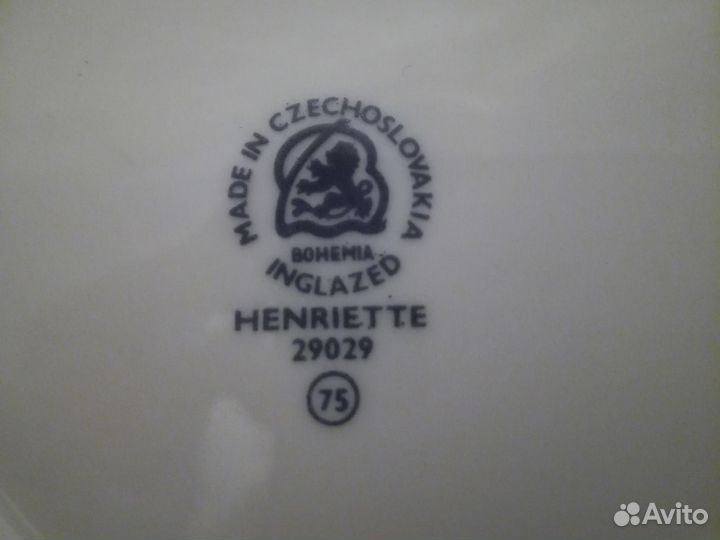 MADE IN CZECHOSLOVAKIA
BOHEMIA
INGLAZED
HENRIETTE
29029
75
Avito